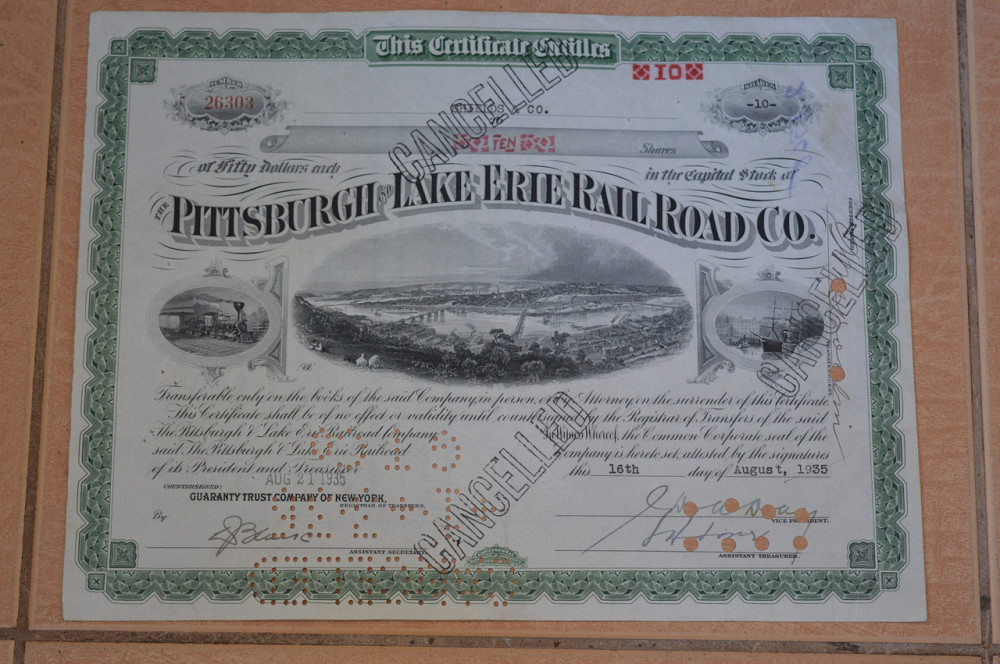 This Certificate Entitles
10
NUMBER
26303
SHIELDS & CO.
SHARES
-10-
TEN
Shares
of Fifty Dollars each
in the Capital Stock of
THE PITTSBURGH AND LAKE ERIE RAIL ROAD CO.
Transferable only on the books of the said Company, in person, or by Attorney on the surrender of this Certificate.
This Certificate shall be of no effect or validity until countersigned by the Registrar of Transfers of the said
The Pittsburgh & Lake Erie Railroad Company.
In Witness Whereof, the Common Corporate seal of the
said The Pittsburgh & Lake Erie Railroad
Company is hereto set, attested by the signatures
of its President and Treasurer
this 16th day of August, 1935
AUG 21 1935
COUNTERSIGNED:
GUARANTY TRUST COMPANY OF NEW YORK,
REGISTRAR OF TRANSFERS.
By
ASSISTANT SECRETARY
VICE PRESIDENT.
ASSISTANT TREASURER.
CANCELLED
CANCELLED
CANCELLED
CANCELLED